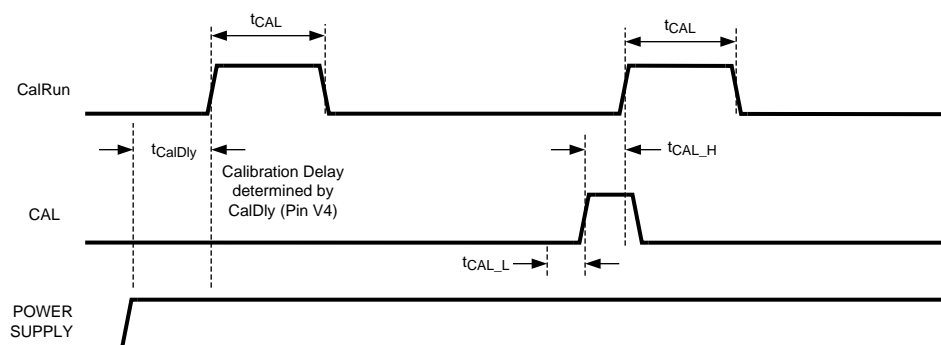 tCAL
tCAL
CalRun
tCalDly
tCAL_H
Calibration Delay
determined by
CalDly (Pin V4)
CAL
tCAL_L
POWER
SUPPLY